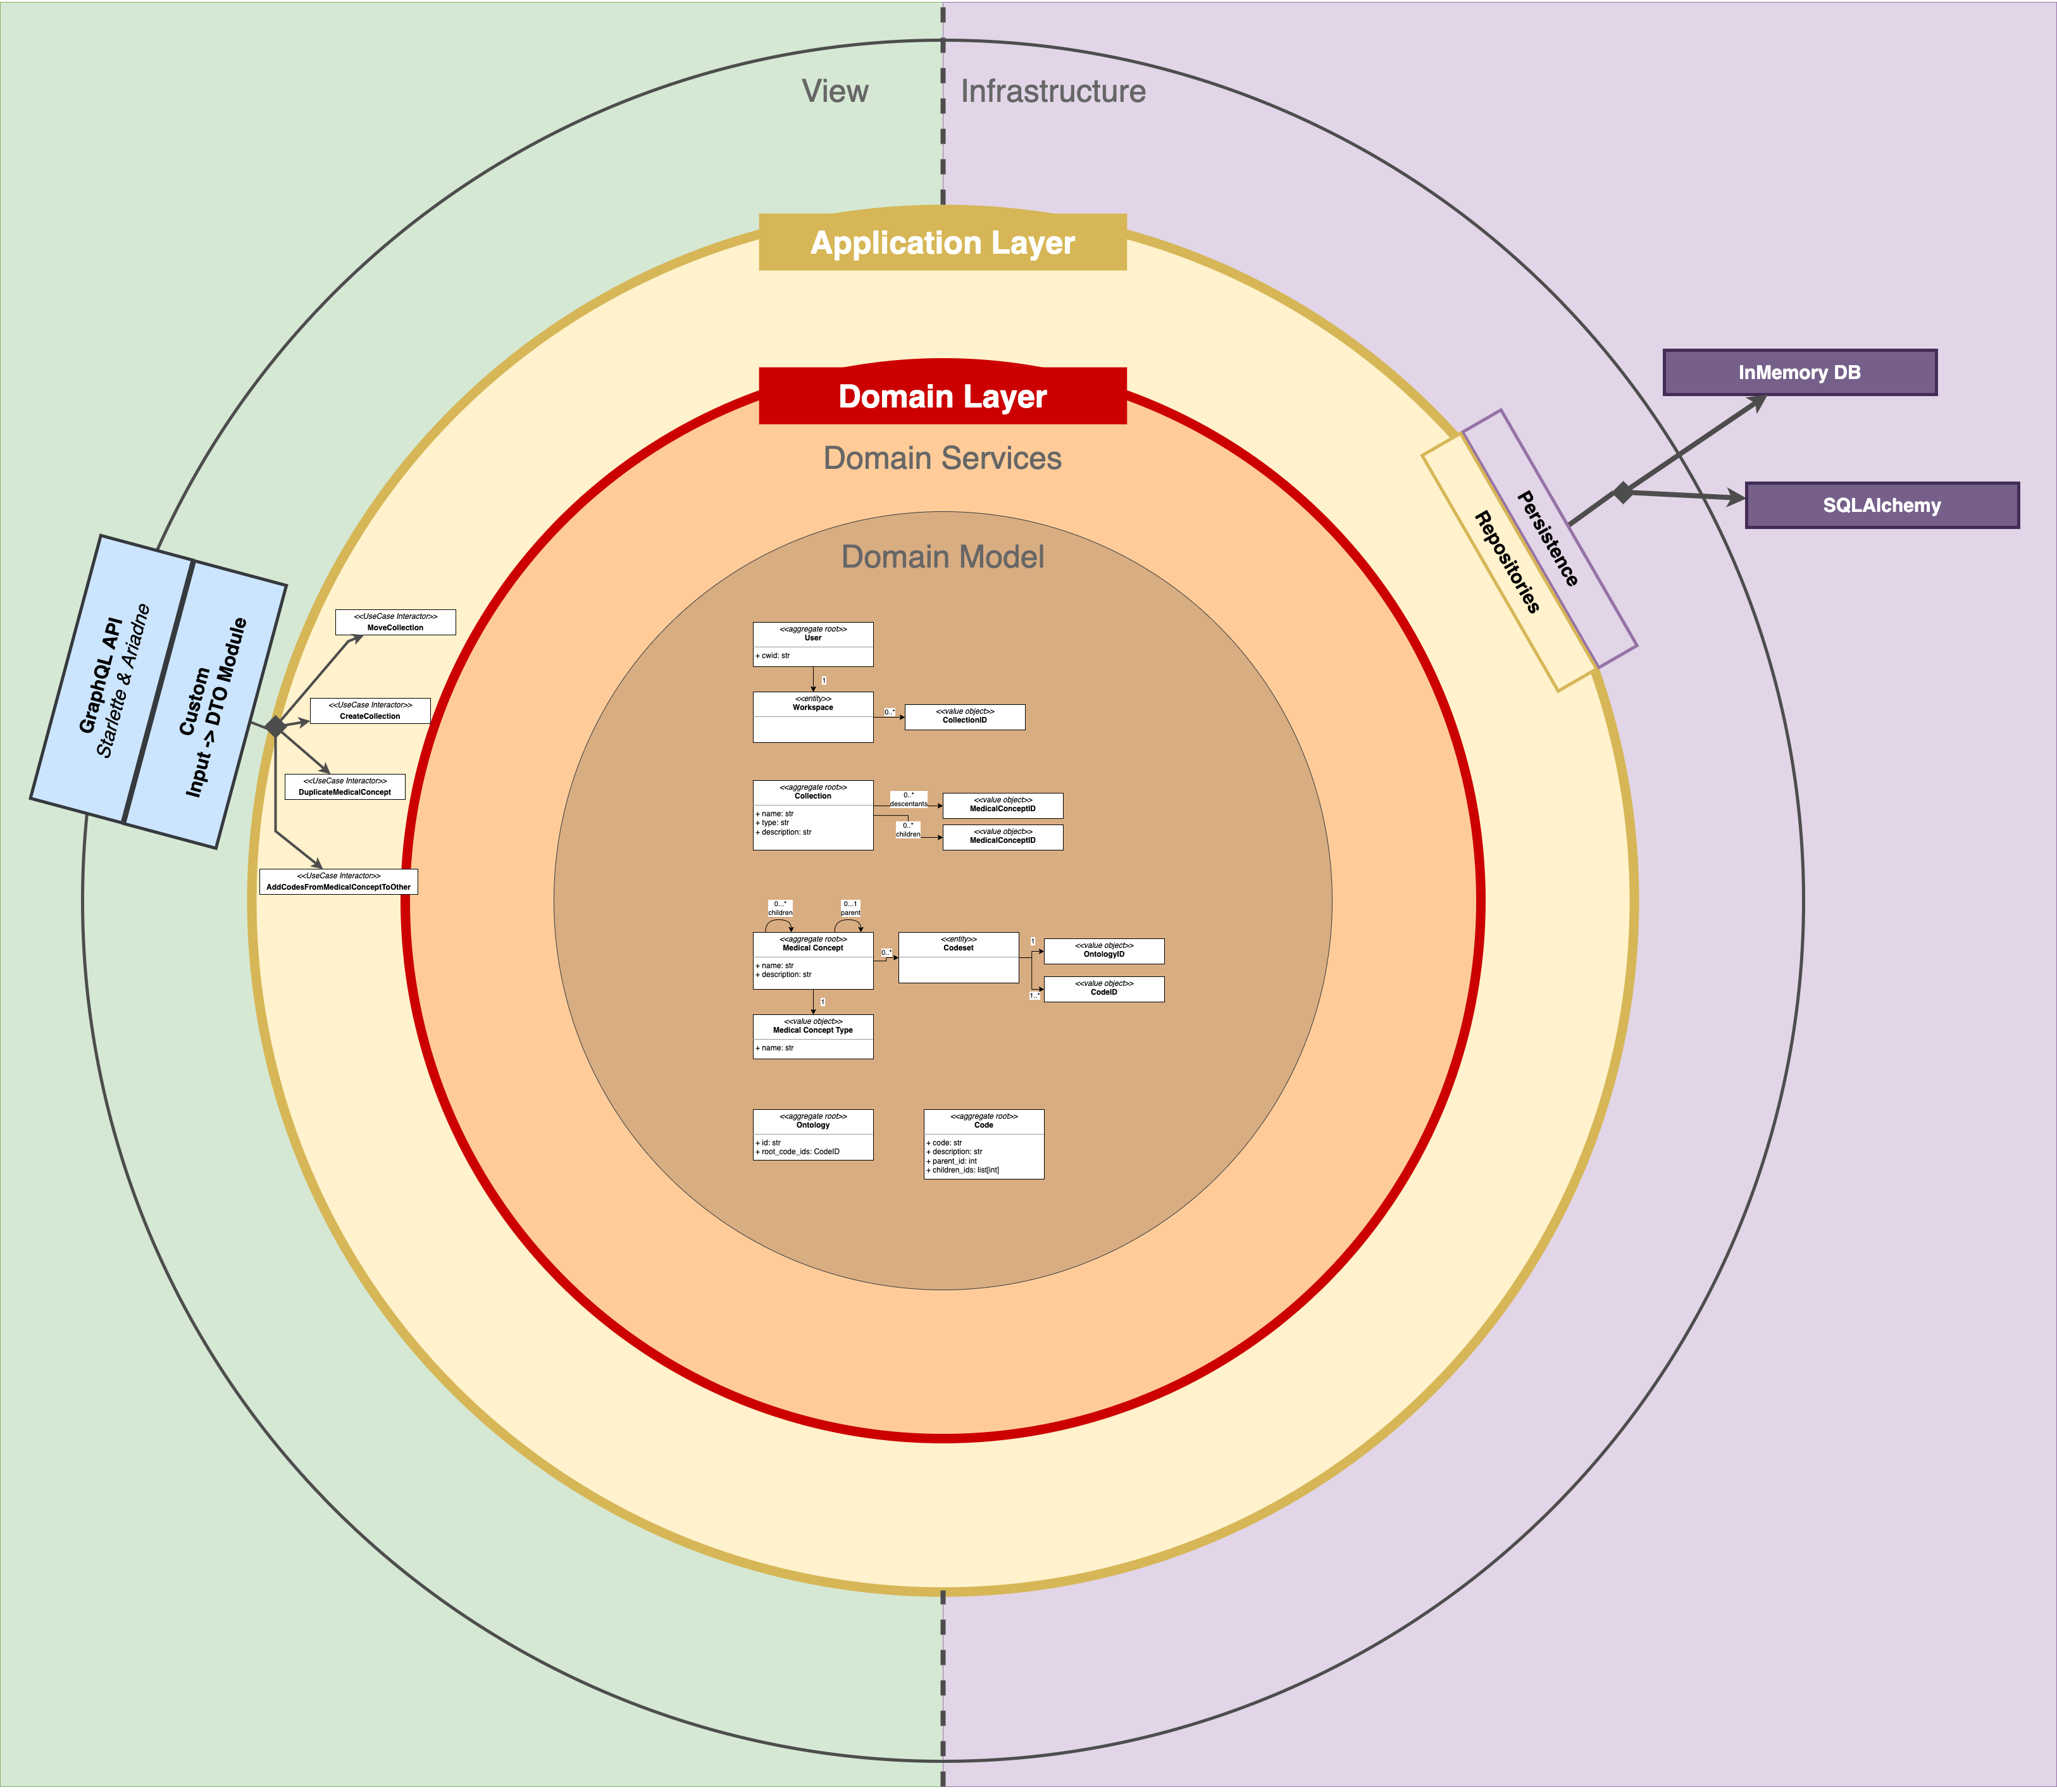 View
Infrastructure
Application Layer
Domain Layer
Domain Services
Domain Model
GraphQL API
Starlette & Ariadne
Custom
Input -> DTO Module
<<UseCase Interactor>>
MoveCollection
<<UseCase Interactor>>
CreateCollection
<<UseCase Interactor>>
DuplicateMedicalConcept
<<UseCase Interactor>>
AddCodesFromMedicalConceptToOther
Repositories
Persistence
InMemory DB
SQLAlchemy
<<aggregate root>>
User
+ cwid: str
1
<<entity>>
Workspace
0..*
<<value object>>
CollectionID
<<aggregate root>>
Collection
+ name: str
+ type: str
+ description: str
0..*
descentants
<<value object>>
MedicalConceptID
0..*
children
<<value object>>
MedicalConceptID
0...*
children
0...1
parent
<<aggregate root>>
Medical Concept
+ name: str
+ description: str
0..*
<<entity>>
Codeset
1
<<value object>>
OntologyID
1..*
<<value object>>
CodeID
1
<<value object>>
Medical Concept Type
+ name: str
<<aggregate root>>
Ontology
+ id: str
+ root_code_ids: CodeID
<<aggregate root>>
Code
+ code: str
+ description: str
+ parent_id: int
+ children_ids: list[int]